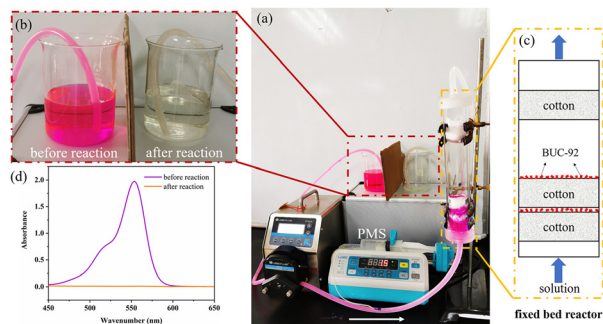 (b)
before reaction
after reaction
(a)
PMS
(c)
cotton
BUC-92
cotton
cotton
solution
fixed bed reactor
(d)
before reaction
after reaction
2.0
1.5
1.0
0.5
0.0
Absorbance
450
500
550
600
650
Wavenumber (nm)